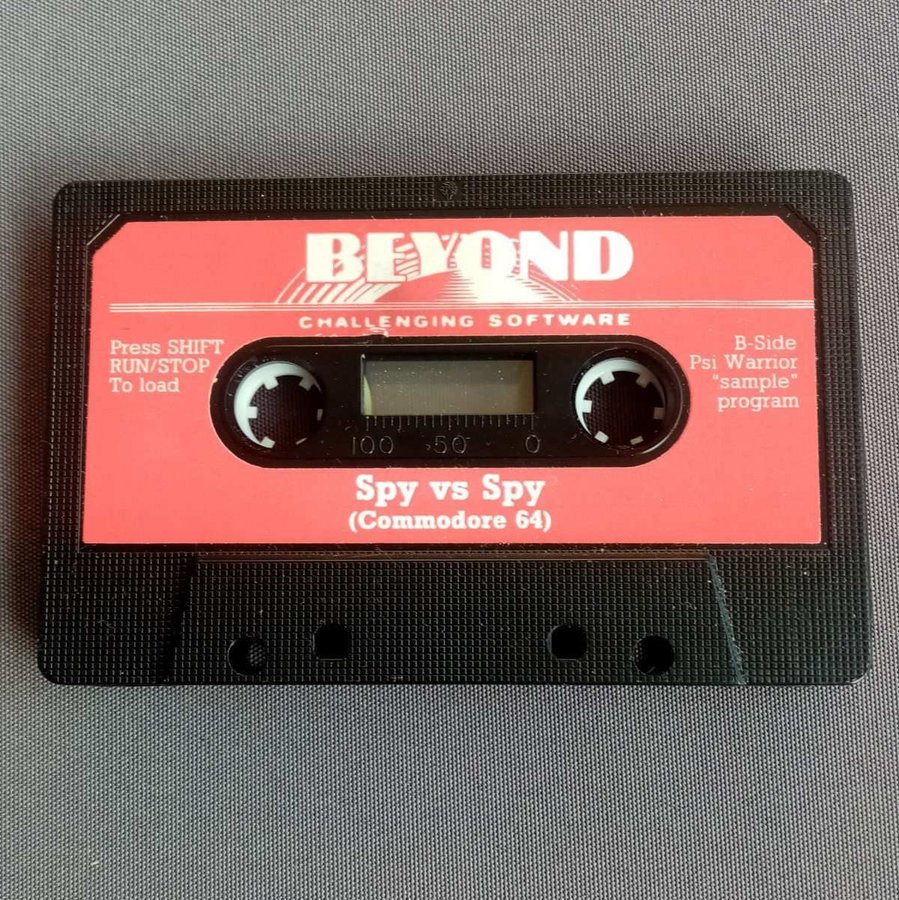 BEYOND
CHALLENGING SOFTWARE
Press SHIFT
RUN/STOP
To load
B-Side
Psi Warrior
"sample"
program
100 50 0
Spy vs Spy
(Commodore 64)